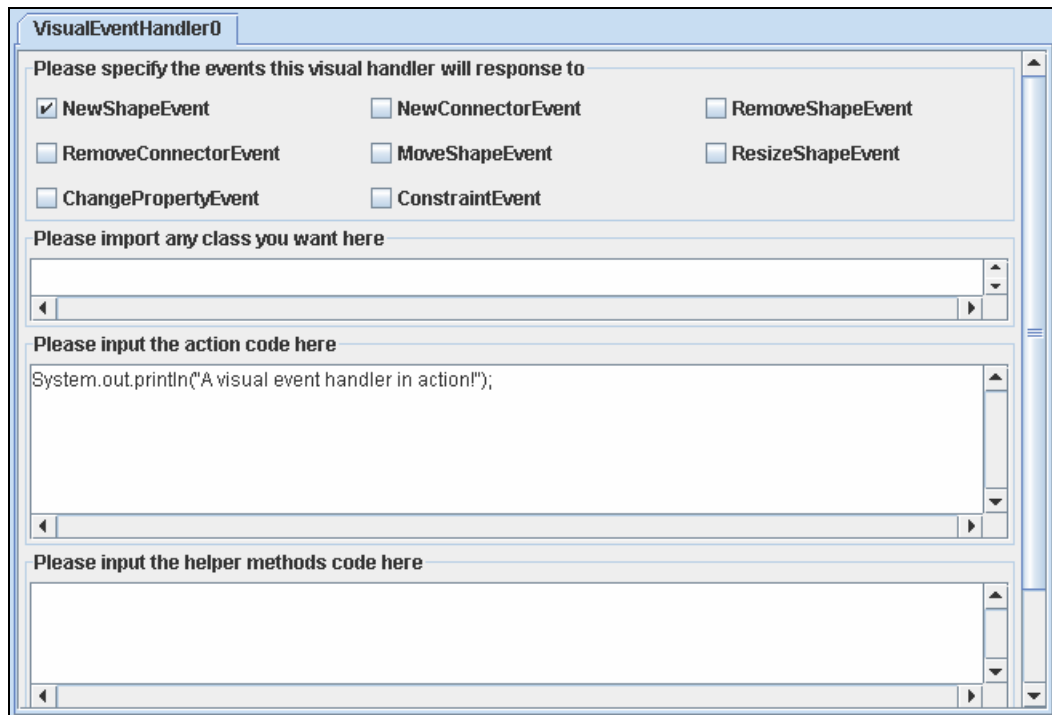 VisualEventHandler0
Please specify the events this visual handler will response to
NewShapeEvent NewConnectorEvent RemoveShapeEvent
RemoveConnectorEvent MoveShapeEvent ResizeShapeEvent
ChangePropertyEvent ConstraintEvent
Please import any class you want here
Please input the action code here
System.out.println("A visual event handler in action!");
Please input the helper methods code here